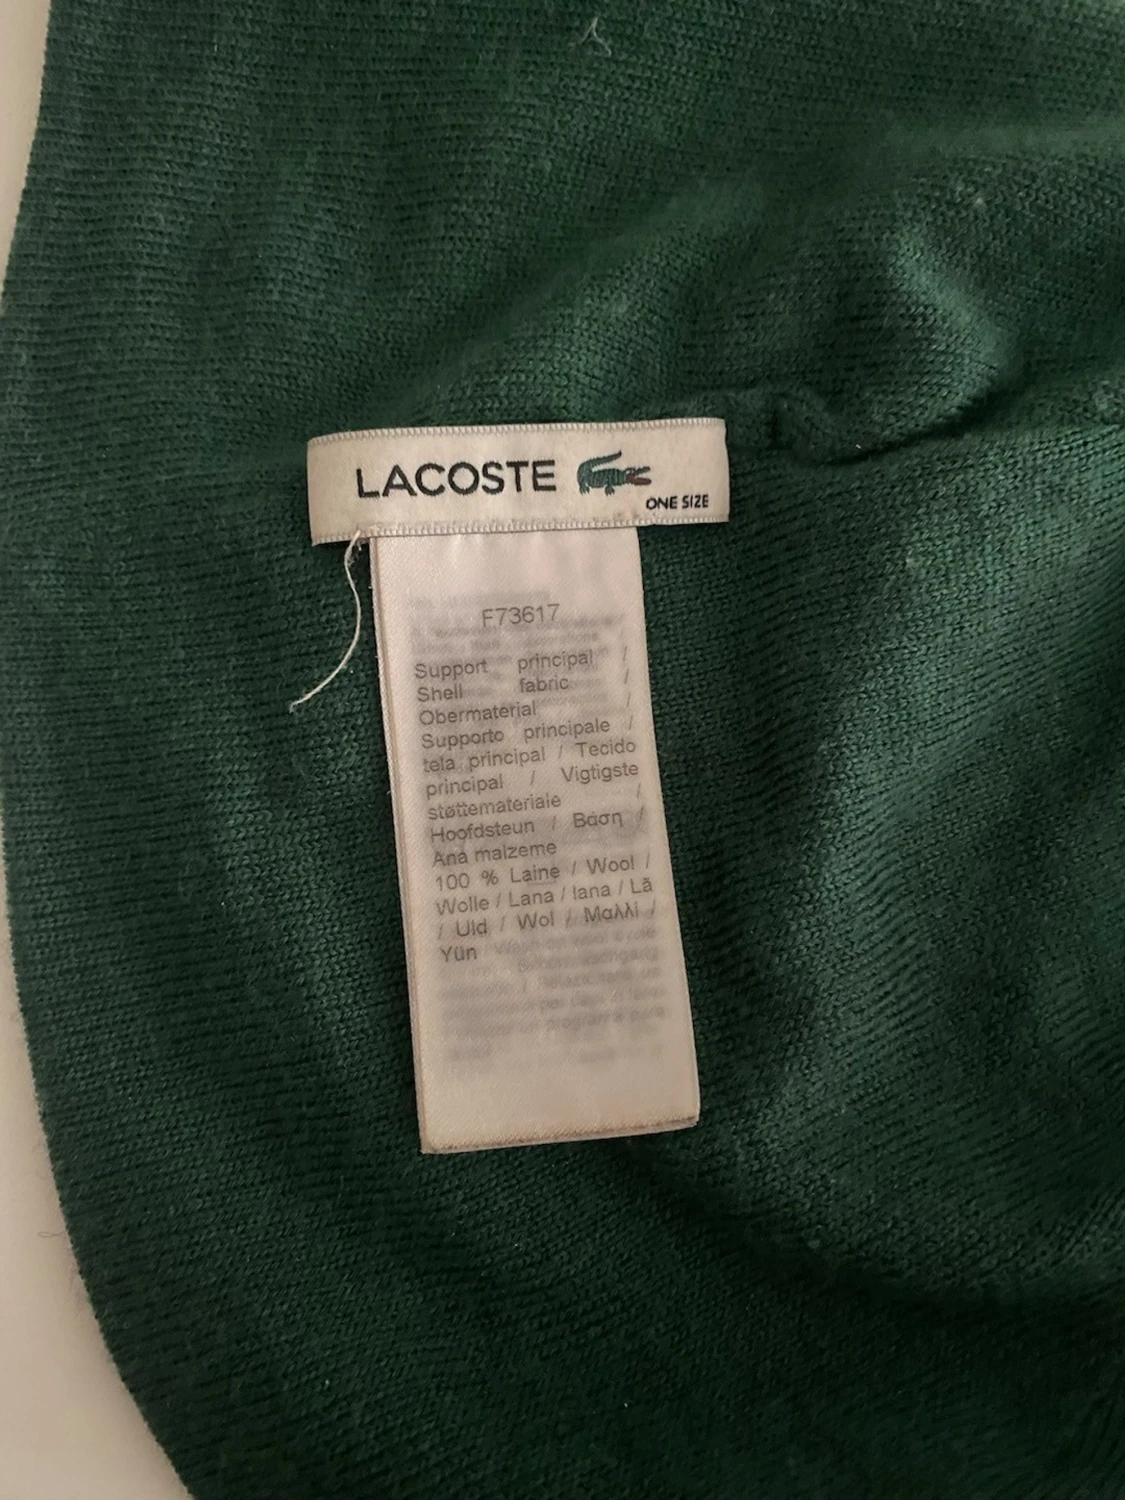 LACOSTE
ONE SIZE
F73617
Support principal /
Shell fabric /
Obermaterial /
Supporto principale /
tela principal / Tecido
principal / Vigtigste
støttemateriale /
Hoofdsteun / Βάση /
Ana malzeme
100 % Laine / Wool /
Wolle / Lana / lana / Lã
/ Uld / Wol / Μαλλί /
Yün